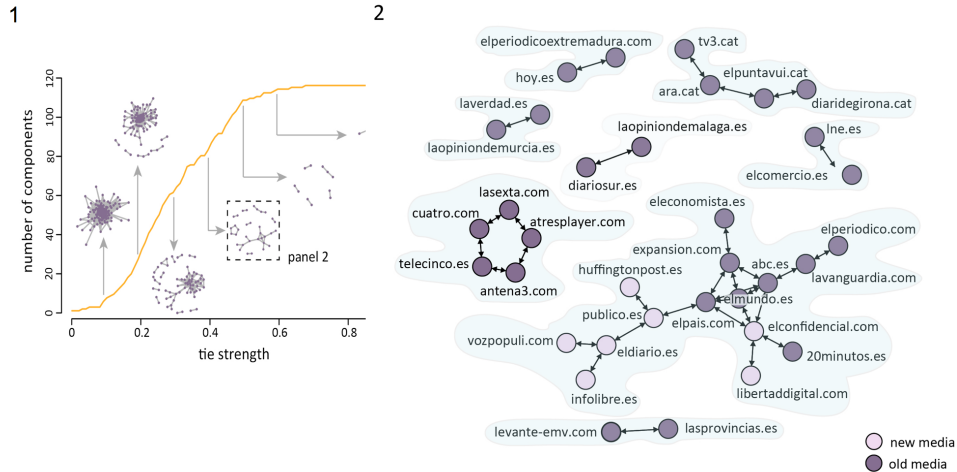 1
number of components
120
100
80
60
40
20
0
0
0.2
0.4
0.6
0.8
tie strength
panel 2
2
elperiodicoextremadura.com
hoy.es
tv3.cat
elpuntavui.cat
ara.cat
diaridegirona.cat
laverdad.es
laopiniondemurcia.es
laopiniondemalaga.es
diariosur.es
lne.es
elcomercio.es
lasexta.com
cuatro.com
atresplayer.com
telecinco.es
antena3.com
eleconomista.es
elperiodico.com
expansion.com
abc.es
lavanguardia.com
huffingtonpost.es
elmundo.es
publico.es
elpais.com
elconfidencial.com
vozpopuli.com
eldiario.es
20minutos.es
infolibre.es
libertaddigital.com
levante-emv.com
lasprovincias.es
new media
old media